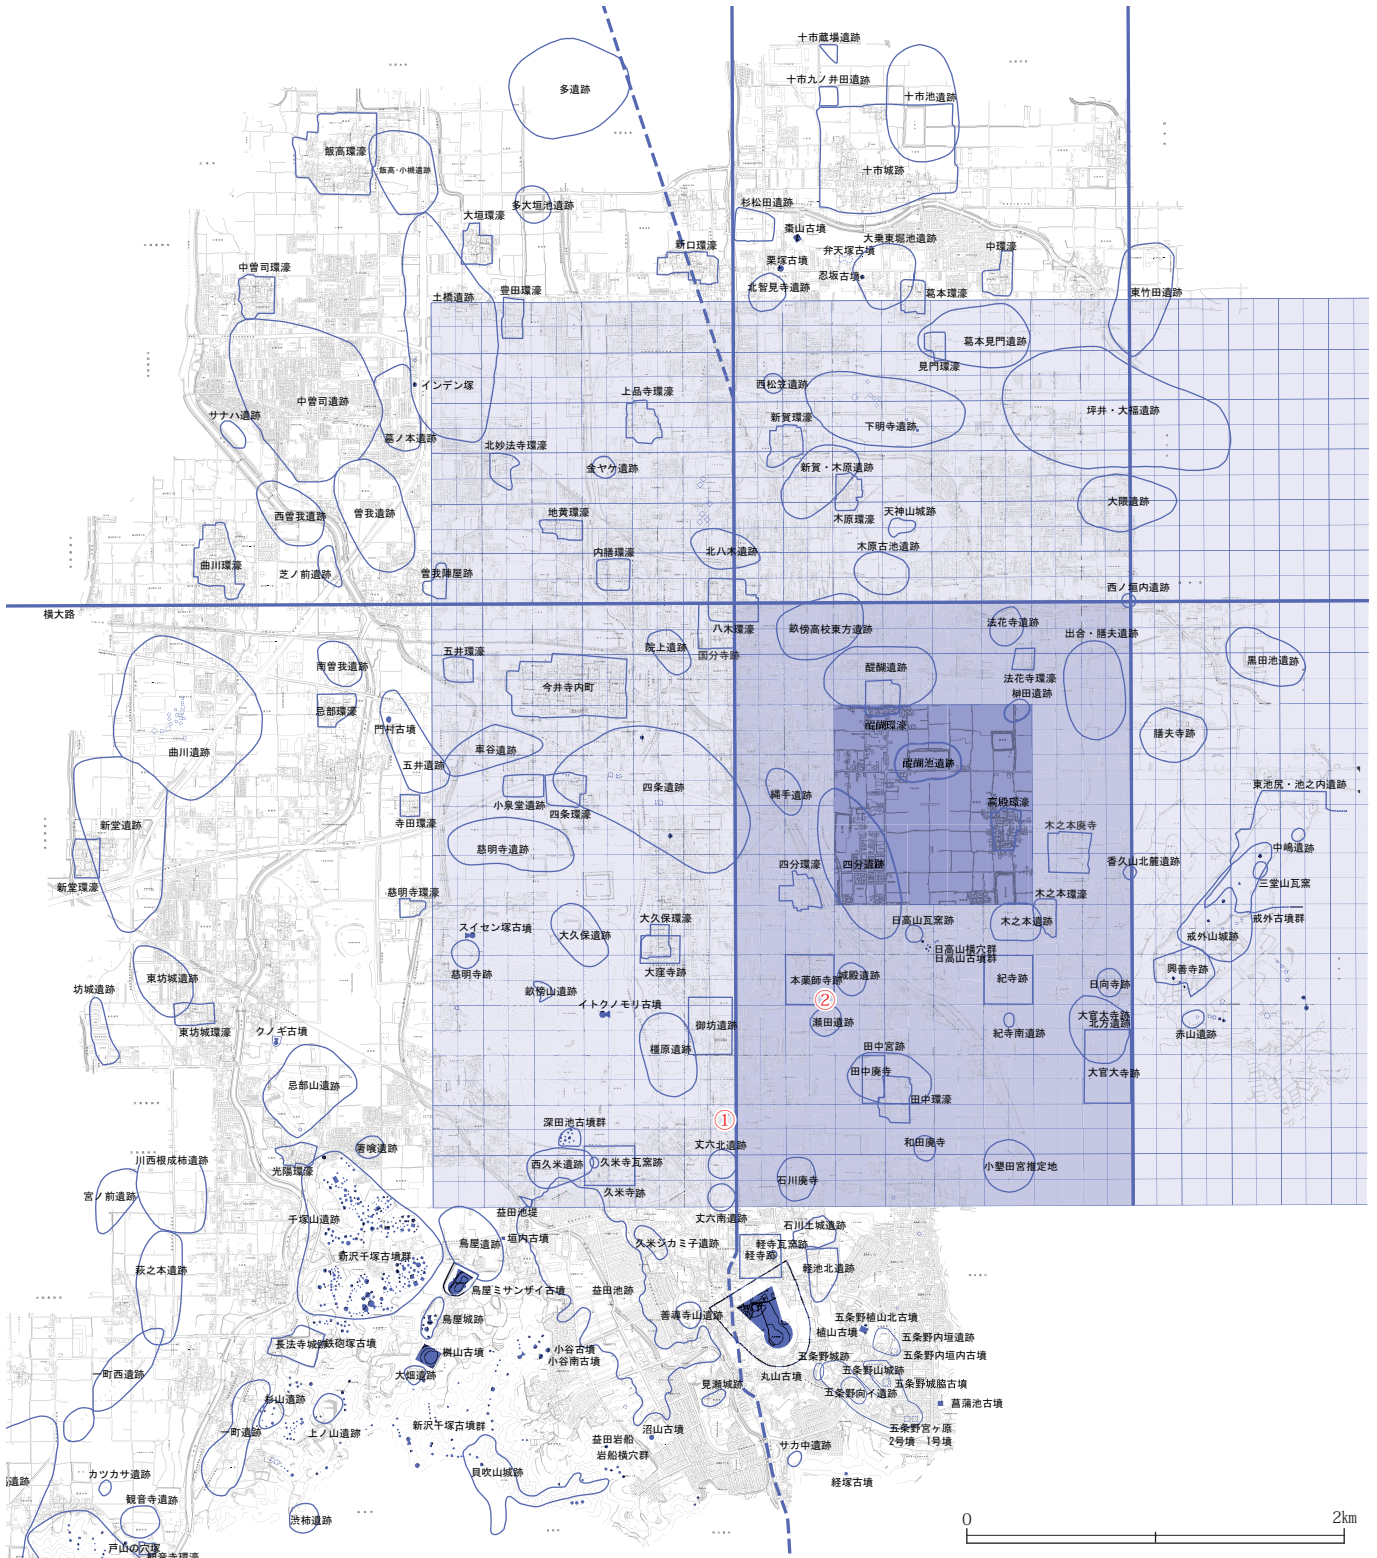 十市蔵場遺跡
多遺跡
十市九ノ井田遺跡
十市池遺跡
飯高環濠
飯高・小槻遺跡
十市城跡
多大垣池遺跡
大垣環濠
杉松田遺跡
新口環濠
棗山古墳
弁天塚古墳
大乗東堀池遺跡
中環濠
栗塚古墳
忍坂古墳
中曽司環濠
土橋遺跡
豊田環濠
北智見寺遺跡
葛本環濠
東竹田遺跡
葛本見門遺跡
見門環濠
インデン塚
上品寺環濠
西松笠遺跡
中曽司遺跡
サナハ遺跡
墓ノ本遺跡
新賀環濠
下明寺遺跡
坪井・大福遺跡
北妙法寺環濠
金ヤケ遺跡
新賀・木原遺跡
西曽我遺跡
曽我遺跡
地黄環濠
木原環濠
天神山城跡
大隈遺跡
曲川環濠
芝ノ前遺跡
曽我陣屋跡
内膳環濠
北八木遺跡
木原古池遺跡
西ノ垣内遺跡
横大路
八木環濠
畝傍高校東方遺跡
法花寺遺跡
出合・膳夫遺跡
南曽我遺跡
五井環濠
院上遺跡
国分寺跡
醍醐遺跡
法花寺環濠
榊田遺跡
黒田池遺跡
今井寺内町
忌部環濠
門村古墳
醍醐環濠
曲川遺跡
車谷遺跡
膳夫寺跡
五井遺跡
醍醐池遺跡
四条遺跡
縄手遺跡
高殿環濠
東池尻・池之内遺跡
小泉堂遺跡
四条環濠
寺田環濠
新堂遺跡
木之本廃寺
慈明寺遺跡
中嶋遺跡
四分環濠
四分遺跡
香久山北麓遺跡
三堂山瓦窯
新堂環濠
慈明寺環濠
木之本環濠
戒外古墳群
スイセン塚古墳
大久保環濠
大久保遺跡
日高山瓦窯跡
木之本遺跡
戒外山城跡
日高山横穴群
日高山古墳群
慈明寺跡
大窪寺跡
興善寺跡
東坊城遺跡
本薬師寺跡
城殿遺跡
紀寺跡
日向寺跡
坊城遺跡
畝傍山遺跡
②
イトクノモリ古墳
大官大寺跡
北方遺跡
東坊城環濠
クノギ古墳
御坊遺跡
瀬田遺跡
紀寺南遺跡
赤山遺跡
橿原遺跡
田中宮跡
田中廃寺
大官大寺跡
忌部山遺跡
田中環濠
①
深田池古墳群
箸喰遺跡
丈六北遺跡
和田廃寺
川西根成柿遺跡
光陽環濠
西久米遺跡
久米寺瓦窯跡
小墾田宮推定地
宮ノ前遺跡
久米寺跡
石川廃寺
千塚山遺跡
益田池堤
丈六南遺跡
石川土城遺跡
垣内古墳
鳥屋遺跡
久米ジカミ子遺跡
軽寺瓦窯跡
軽寺跡
新沢千塚古墳群
軽池北遺跡
萩之本遺跡
鳥屋ミサンザイ古墳
益田池跡
善導寺山遺跡
鳥屋城跡
五条野植山北古墳
植山古墳
五条野内垣遺跡
長法寺城跡
鉄砲塚古墳
桝山古墳
小谷古墳
小谷南古墳
五条野城跡
五条野内垣内古墳
一町西遺跡
大畑遺跡
丸山古墳
五条野山城跡
見瀬城跡
五条野城脇古墳
五条野向イ遺跡
杉山遺跡
菖蒲池古墳
一町遺跡
上ノ山遺跡
新沢千塚古墳群
沼山古墳
益田岩船
岩船横穴群
五条野宮ヶ原
2号墳 1号墳
サカ中遺跡
カツカサ遺跡
貝吹山城跡
経塚古墳
観音寺遺跡
渋柿遺跡
戸山の穴塚
観音寺環濠
0
2km